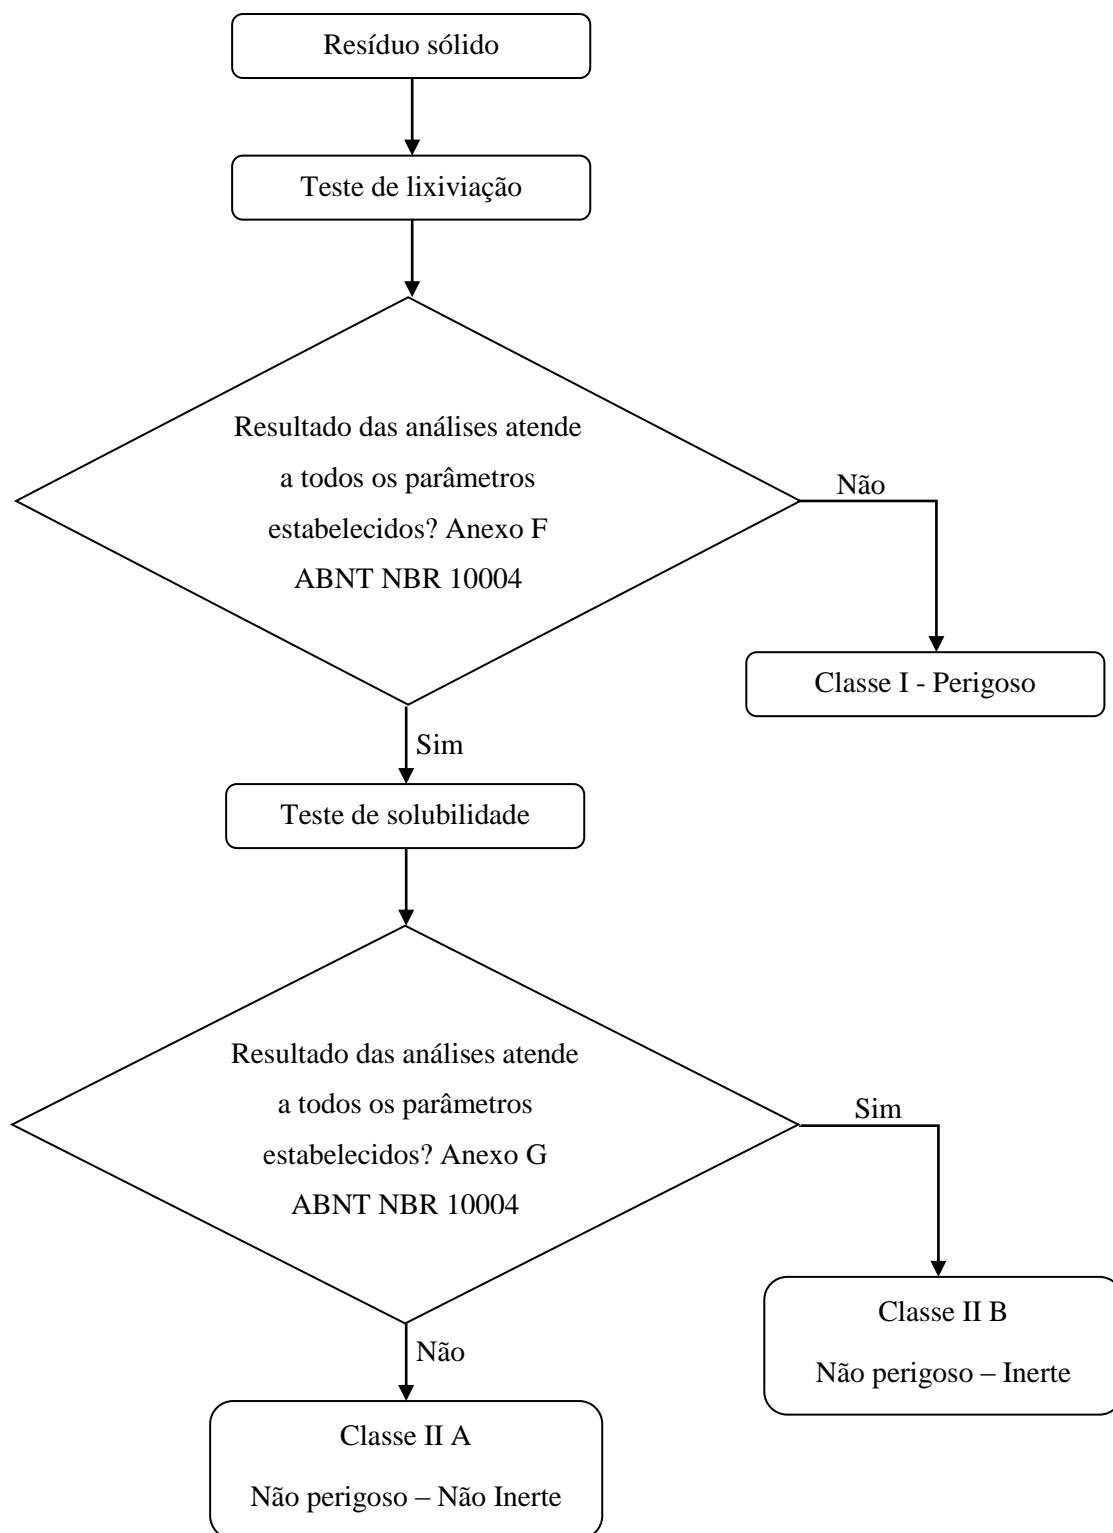 Resíduo sólido
Teste de lixiviação
Resultado das análises atende
a todos os parâmetros
estabelecidos? Anexo F
ABNT NBR 10004
Não
Classe I - Perigoso
Sim
Teste de solubilidade
Resultado das análises atende
a todos os parâmetros
estabelecidos? Anexo G
ABNT NBR 10004
Sim
Classe II B
Não perigoso – Inerte
Não
Classe II A
Não perigoso – Não Inerte